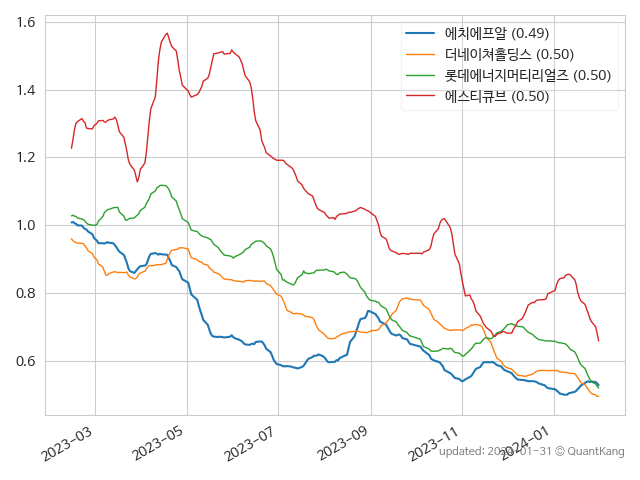 1.6
1.4
1.2
1.0
0.8
0.6
에치에프알 (0.49)
더네이쳐홀딩스 (0.50)
롯데에너지머티리얼즈 (0.50)
에스티큐브 (0.50)
2023-03
2023-05
2023-07
2023-09
2023-11
2024-01
updated: 2024-01-31 © QuantKang